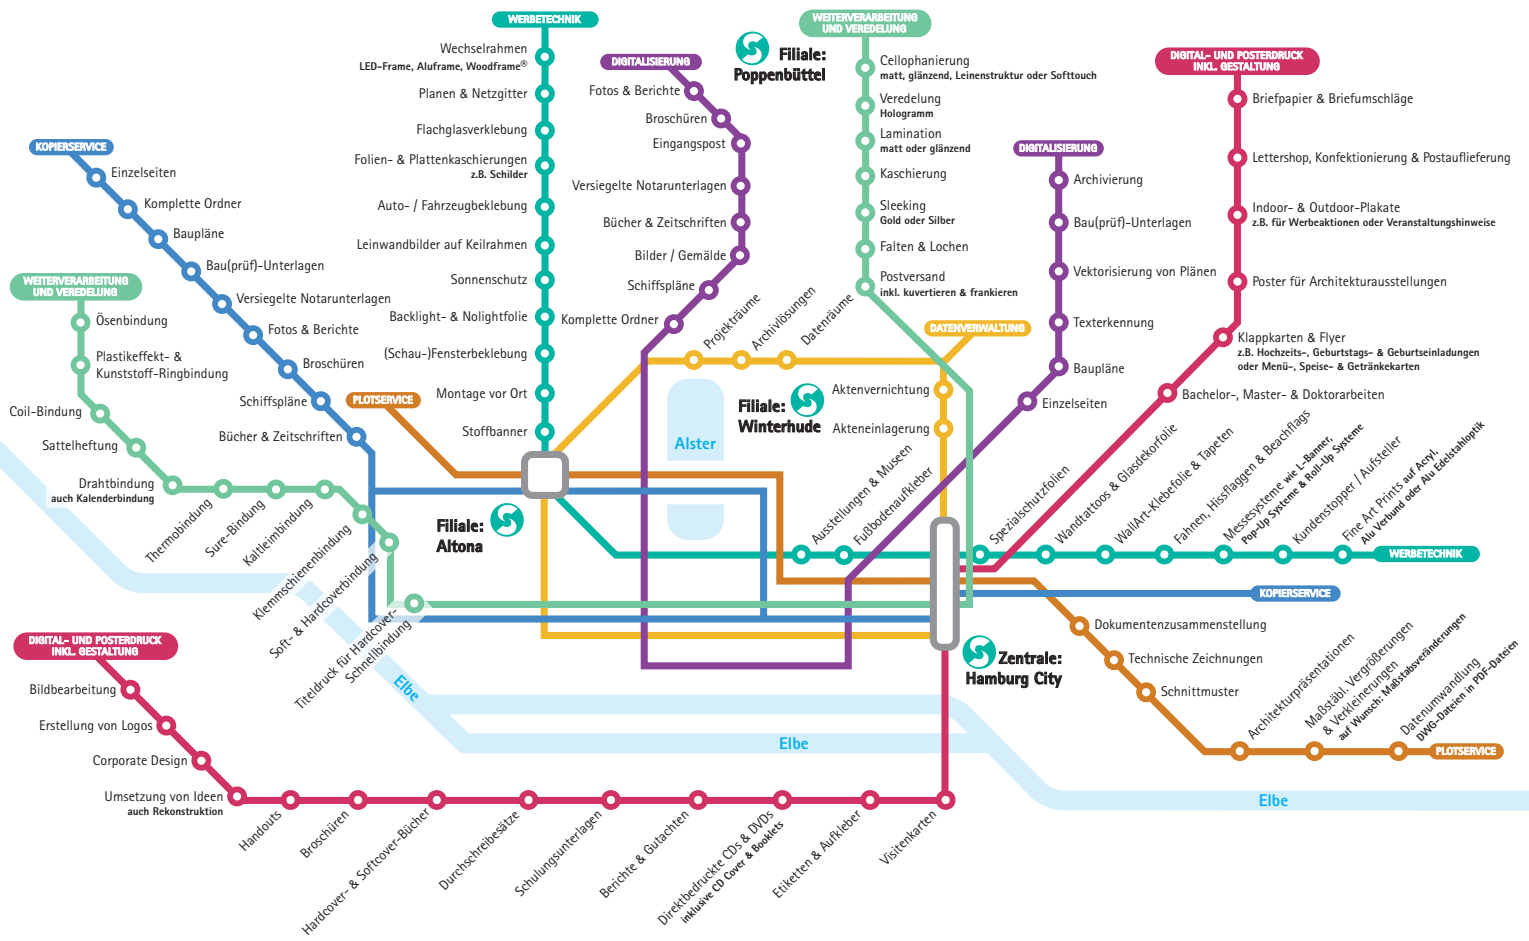 WERBETECHNIK
Wechselrahmen
LED-Frame, Aluframe, Woodframe®
Planen & Netzgitter
Flachglasverklebung
Folien- & Plattenkaschierungen
z.B. Schilder
Auto- / Fahrzeugbeklebung
Leinwandbilder auf Keilrahmen
Sonnenschutz
Backlight- & Nolightfolie
(Schau-)Fensterbeklebung
Montage vor Ort
Stoffbanner
DIGITALISIERUNG
Fotos & Berichte
Broschüren
Eingangspost
Versiegelte Notarunterlagen
Bücher & Zeitschriften
Bilder / Gemälde
Schiffspläne
Komplette Ordner
Filiale:
Poppenbüttel
WEITERVERARBEITUNG
UND VEREDELUNG
Cellophanierung
matt, glänzend, Leinenstruktur oder Softtouch
Veredelung
Hologramm
Lamination
matt oder glänzend
Kaschierung
Sleeking
Gold oder Silber
Falten & Lochen
Postversand
inkl. kuvertieren & frankieren
DIGITALISIERUNG
Archivierung
Bau(prüf)-Unterlagen
Vektorisierung von Plänen
Texterkennung
Baupläne
Einzelseiten
DIGITAL- UND POSTERDRUCK
INKL. GESTALTUNG
Briefpapier & Briefumschläge
Lettershop, Konfektionierung & Postauflieferung
Indoor- & Outdoor-Plakate
z.B. für Werbeaktionen oder Veranstaltungshinweise
Poster für Architekturausstellungen
Klappkarten & Flyer
z.B. Hochzeits-, Geburtstags- & Geburtseinladungen
oder Menü-, Speise- & Getränkekarten
Bachelor-, Master- & Doktorarbeiten
KOPIERSERVICE
Einzelseiten
Komplette Ordner
Baupläne
Bau(prüf)-Unterlagen
Versiegelte Notarunterlagen
Fotos & Berichte
Broschüren
Schiffspläne
Bücher & Zeitschriften
WEITERVERARBEITUNG
UND VEREDELUNG
Ösenbindung
Plastikeffekt- &
Kunststoff-Ringbindung
Coil-Bindung
Sattelheftung
Drahtbindung
auch Kalenderbindung
Thermobindung
Sure-Bindung
Kaltleimbindung
Klemmschienenbindung
Soft- & Hardcoverbindung
Titeldruck für Hardcover-
Schnellbindung
PLOTSERVICE
Projekträume
Archivlösungen
Datenräume
DATENVERWALTUNG
Aktenvernichtung
Akteneinlagerung
Filiale:
Winterhude
Alster
Filiale:
Altona
Ausstellungen & Museen
Fußbodenaufkleber
Spezialschutzfolien
Wandtattoos & Glasdekorfolie
WallArt-Klebefolie & Tapeten
Fahnen, Hissflaggen & Beachflags
Messesysteme wie L-Banner,
Pop-Up Systeme & Roll-Up Systeme
Kundenstopper / Aufsteller
Fine Art Prints auf Acryl,
Alu Verbund oder Alu Edelstahloptik
WERBETECHNIK
KOPIERSERVICE
Dokumentenzusammenstellung
Technische Zeichnungen
Schnittmuster
Architekturpräsentationen
Maßstäbl. Vergrößerungen
& Verkleinerungen
auf Wunsch: Maßstabsveränderungen
Datenumwandlung
DWG-Dateien in PDF-Dateien
PLOTSERVICE
Zentrale:
Hamburg City
DIGITAL- UND POSTERDRUCK
INKL. GESTALTUNG
Bildbearbeitung
Erstellung von Logos
Corporate Design
Umsetzung von Ideen
auch Rekonstruktion
Handouts
Broschüren
Hardcover- & Softcover-Bücher
Durchschreibesätze
Schulungsunterlagen
Berichte & Gutachten
Direktbedruckte CDs & DVDs
inklusive CD Cover & Booklets
Etiketten & Aufkleber
Visitenkarten
Elbe
Elbe
Elbe